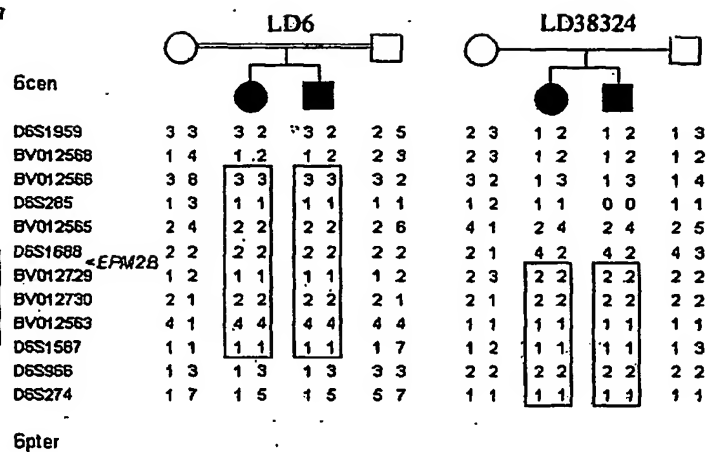 LD6 LD38324
6cen
D6S1959 3 3 3 2 3 2 2 5 2 3 1 2 1 2 1 3
BV012568 1 4 1 2 1 2 2 3 2 3 1 2 1 2 1 2
BV012566 3 8 3 3 3 3 3 2 3 2 1 3 1 3 1 4
D6S285 1 3 1 1 1 1 1 1 1 2 1 1 0 0 1 1
BV012565 2 4 2 2 2 2 2 6 4 1 2 4 2 4 2 5
D6S1688 <EPM2B 2 2 2 2 2 2 2 2 2 1 4 2 4 2 4 3
BV012729 1 2 1 1 1 1 1 2 2 3 2 2 2 2 2 2
BV012730 2 1 2 2 2 2 2 1 2 1 2 2 2 2 2 2
BV012563 4 1 4 4 4 4 4 4 1 1 1 1 1 1 1 1
D6S1567 1 1 1 1 1 1 1 7 1 2 1 1 1 1 1 3
D6S966 1 3 1 3 1 3 3 3 2 2 2 2 2 2 2 2
D6S274 1 7 1 5 1 5 5 7 1 1 1 1 1 1 1 1
6pter